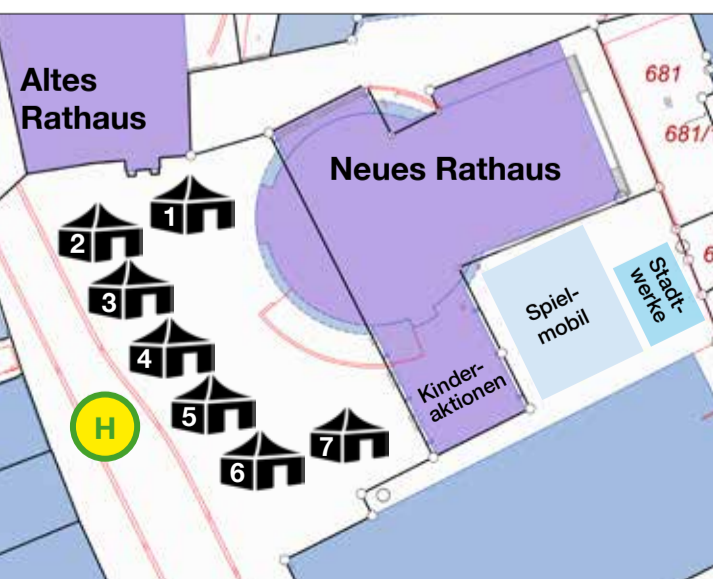 Altes
Rathaus
681
681/
Neues Rathaus
1
2
3
4
5
6
7
H
Spiel-
mobil
Stadt-
werke
6
Kinder-
aktionen